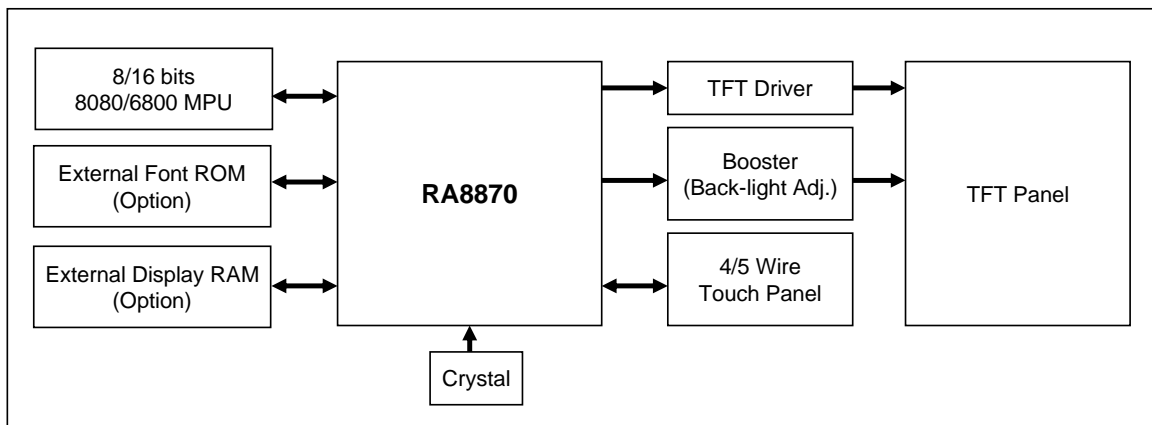 8/16 bits
8080/6800 MPU
External Font ROM
(Option)
External Display RAM
(Option)
RA8870
Crystal
TFT Driver
Booster
(Back-light Adj.)
4/5 Wire
Touch Panel
TFT Panel